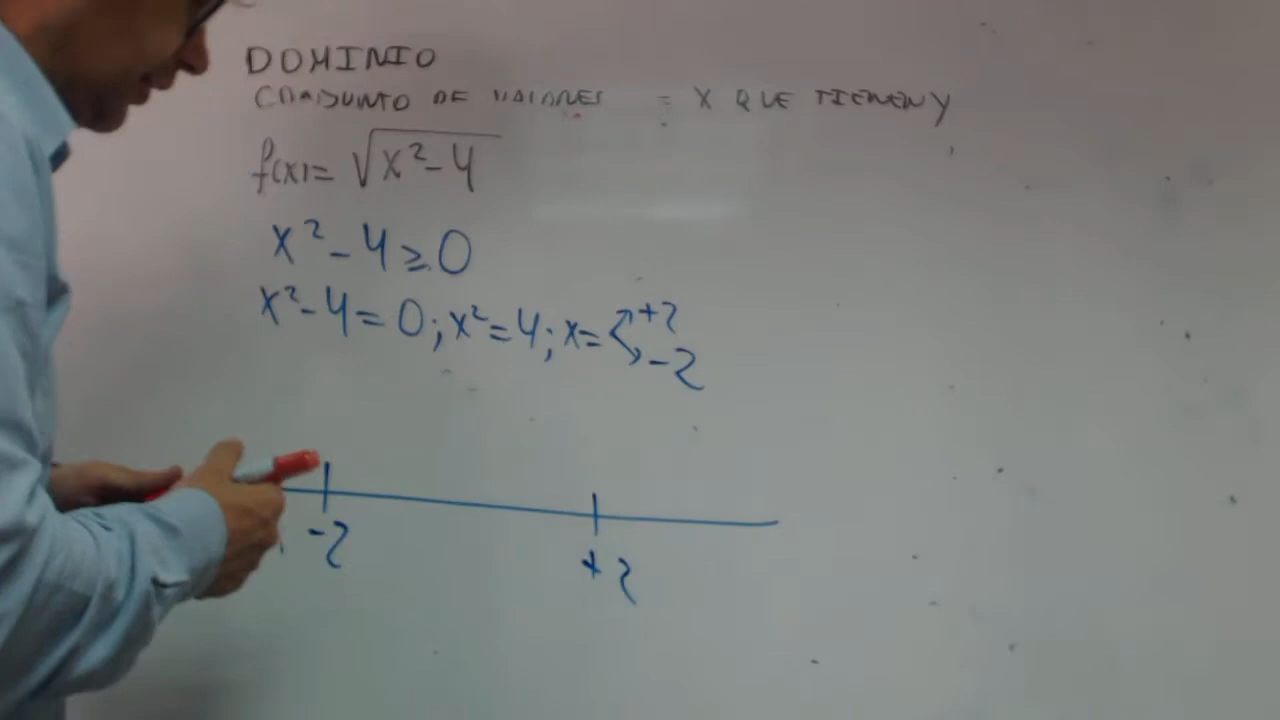 DOMINIO
CONJUNTO DE VALORES = X QUE TIENEN Y
f(x)= √x²-4
x²-4≥0
x²-4=0; x²=4; x= +2
-2
-2 +2